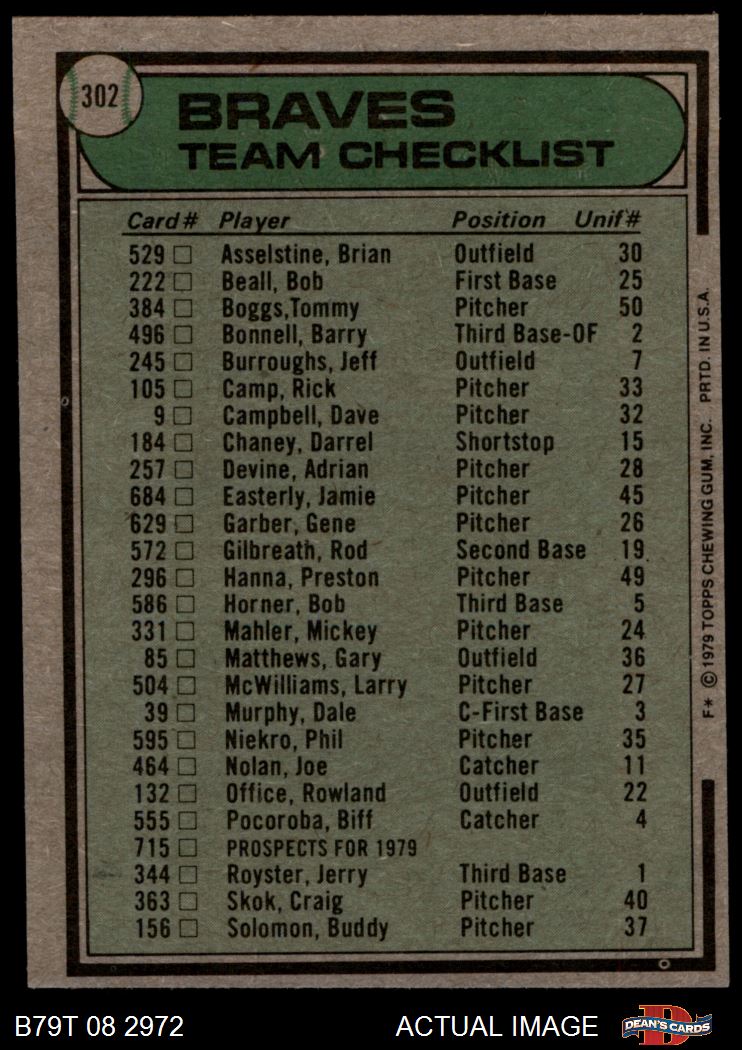 302
BRAVES
TEAM CHECKLIST
Card# Player Position Unif#
529 Asselstine, Brian Outfield 30
222 Beall, Bob First Base 25
384 Boggs,Tommy Pitcher 50
496 Bonnell, Barry Third Base-OF 2
245 Burroughs, Jeff Outfield 7
105 Camp, Rick Pitcher 33
9 Campbell, Dave Pitcher 32
184 Chaney, Darrel Shortstop 15
257 Devine, Adrian Pitcher 28
684 Easterly, Jamie Pitcher 45
629 Garber, Gene Pitcher 26
572 Gilbreath, Rod Second Base 19
296 Hanna, Preston Pitcher 49
586 Horner, Bob Third Base 5
331 Mahler, Mickey Pitcher 24
85 Matthews, Gary Outfield 36
504 McWilliams, Larry Pitcher 27
39 Murphy, Dale C-First Base 3
595 Niekro, Phil Pitcher 35
464 Nolan, Joe Catcher 11
132 Office, Rowland Outfield 22
555 Pocoroba, Biff Catcher 4
715 PROSPECTS FOR 1979
344 Royster, Jerry Third Base 1
363 Skok, Craig Pitcher 40
156 Solomon, Buddy Pitcher 37
F* © 1979 TOPPS CHEWING GUM, INC. PRTD. IN U.S.A.
B79T 08 2972 ACTUAL IMAGE
D
DEAN'S CARDS